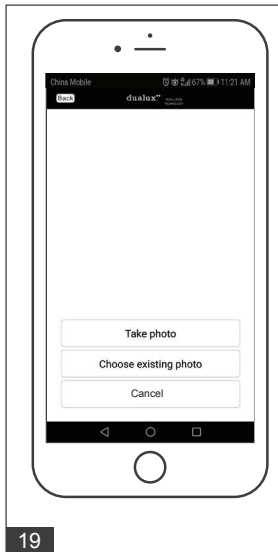 China Mobile 67% 11:21 AM
Back dualux
Take photo
Choose existing photo
Cancel
19